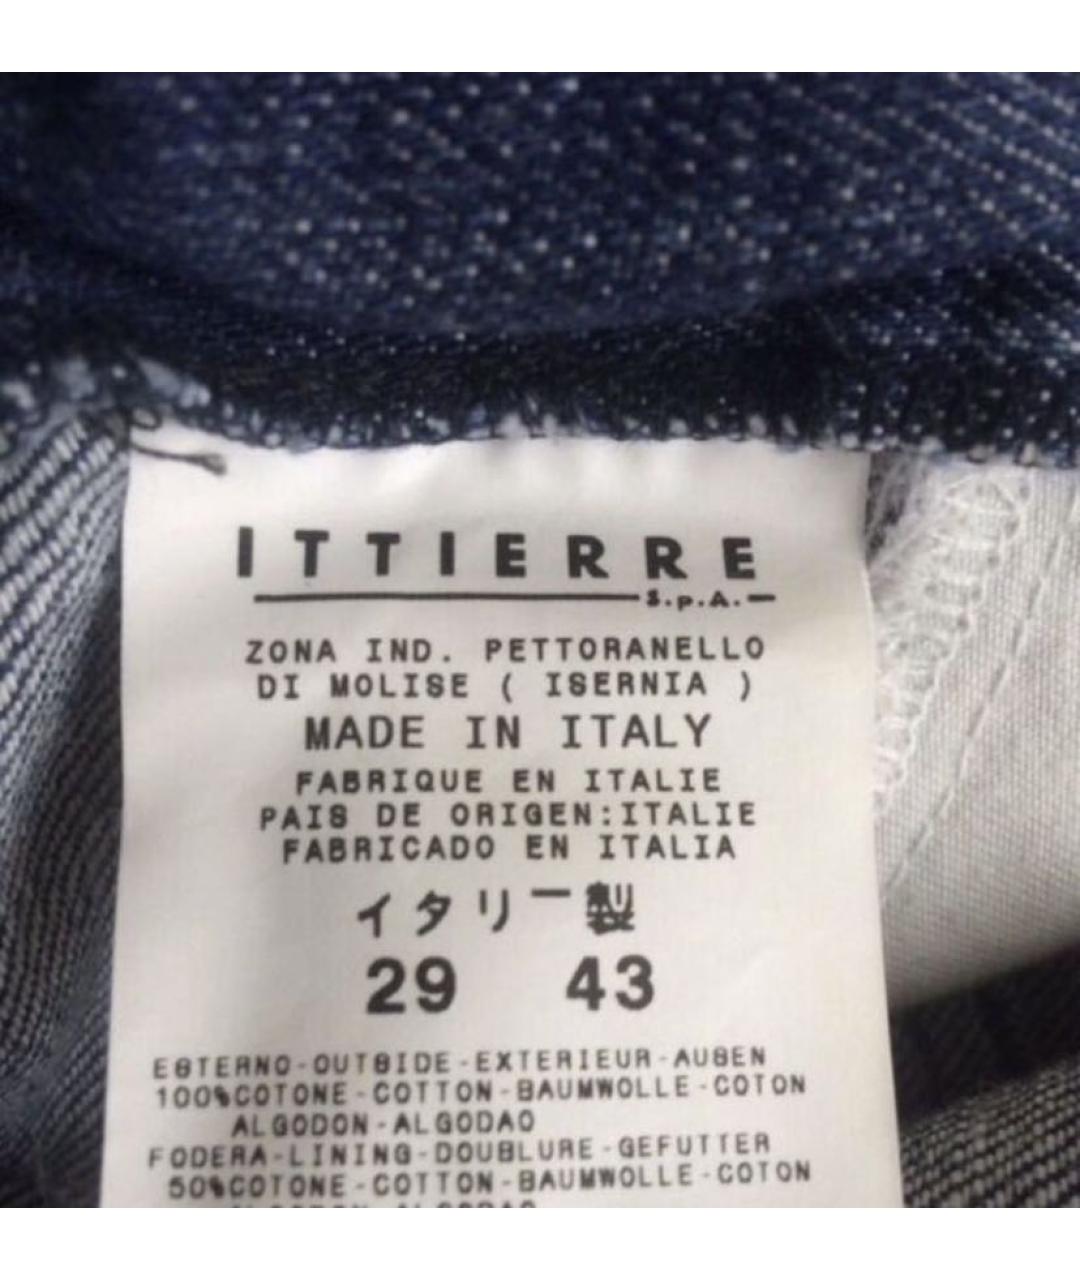 ITTIERRE
S.p.A.
ZONA IND. PETTORANELLO
DI MOLISE ( ISERNIA )
MADE IN ITALY
FABRIQUE EN ITALIE
PAIS DE ORIGEN:ITALIE
FABRICADO EN ITALIA
イタリー製
29 43
ESTERNO-OUTSIDE-EXTERIEUR-AUSEN
100%COTONE-COTTON-BAUMWOLLE-COTON
ALGODON-ALGODAO
FODERA-LINING-DOUBLURE-GEFUTTER
50%COTONE-COTTON-BAUMWOLLE-COTON